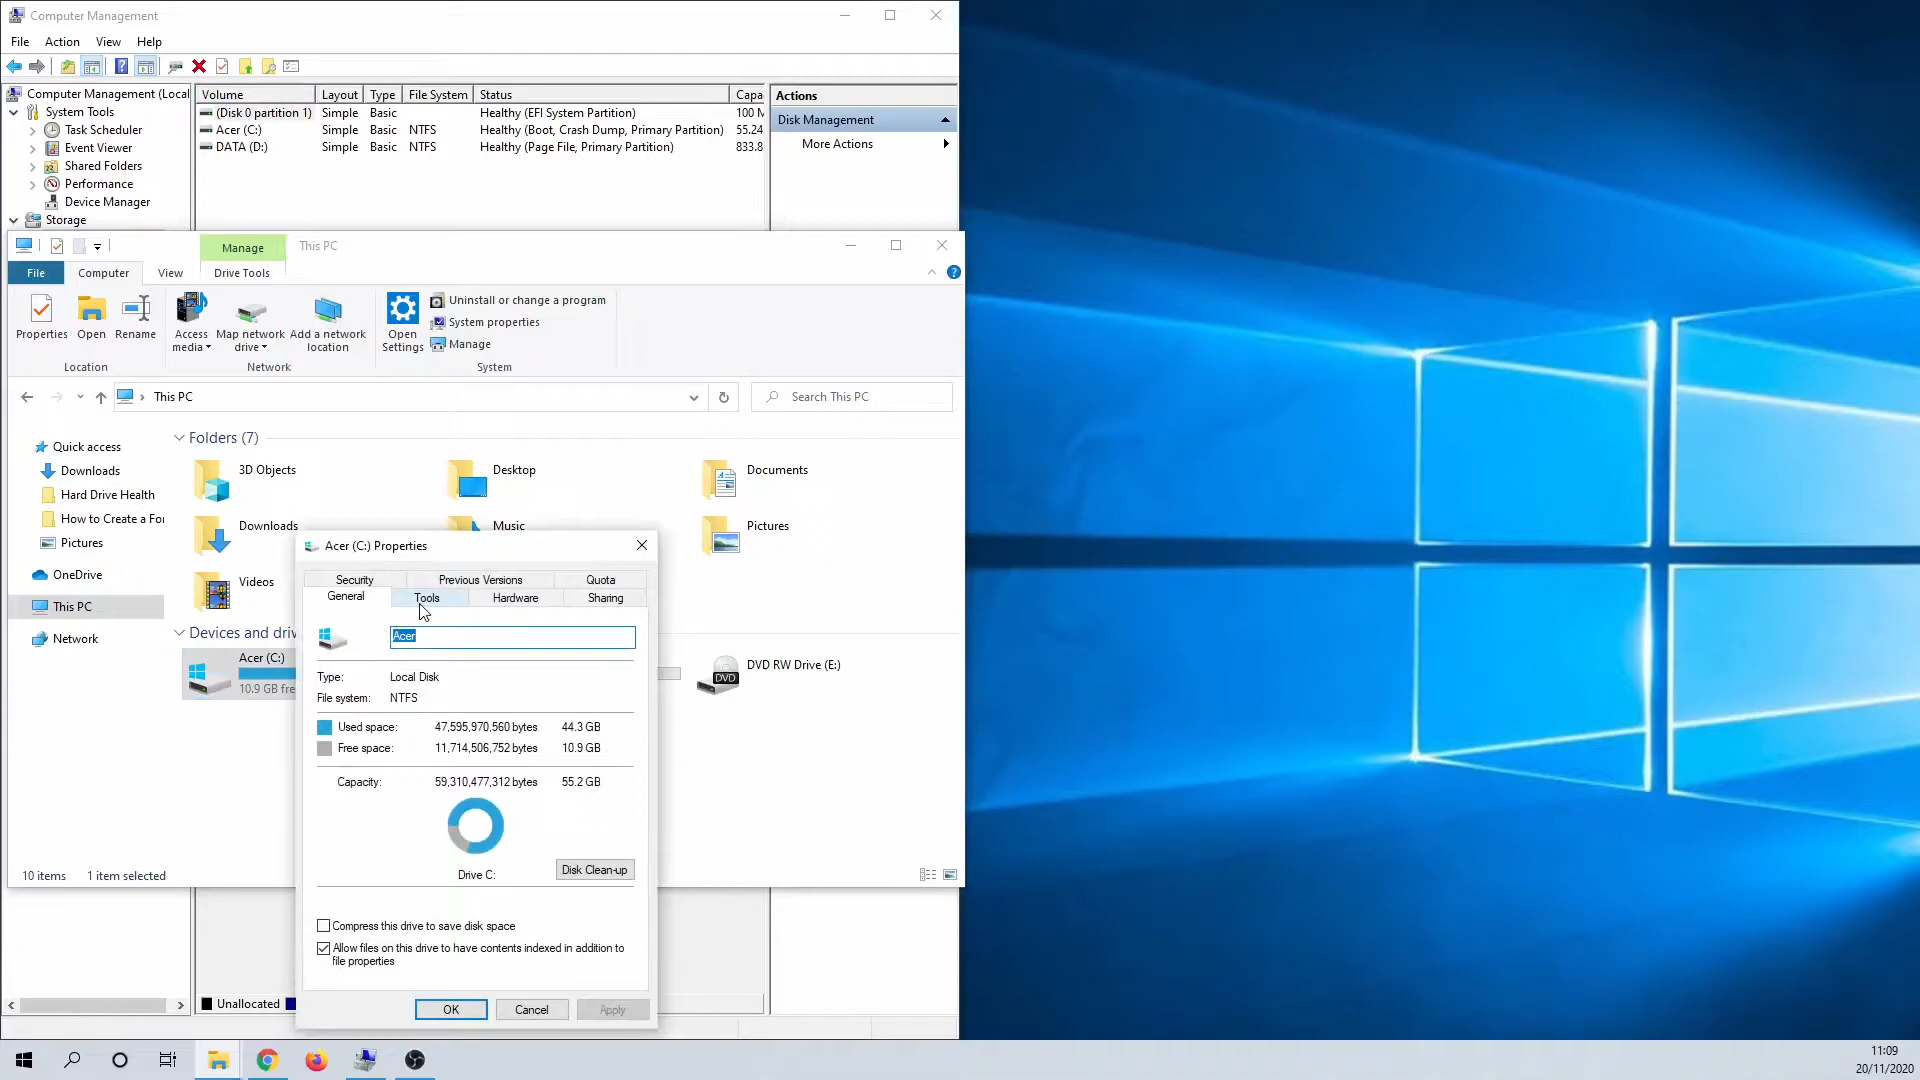 Computer Management
File Action View Help
Computer Management (Local
System Tools
Task Scheduler
Event Viewer
Shared Folders
Performance
Device Manager
Storage
Volume Layout Type File System Status Capa
(Disk 0 partition 1) Simple Basic Healthy (EFI System Partition) 100 M
Acer (C:) Simple Basic NTFS Healthy (Boot, Crash Dump, Primary Partition) 55.24
DATA (D:) Simple Basic NTFS Healthy (Page File, Primary Partition) 833.8
Actions
Disk Management
More Actions
Manage This PC
File Computer View Drive Tools
Properties Open Rename
Location
Access media Map network drive Add a network location
Network
Open Settings
Uninstall or change a program
System properties
Manage
System
This PC
Search This PC
Quick access
Downloads
Hard Drive Health
How to Create a For
Pictures
OneDrive
This PC
Network
Folders (7)
3D Objects Desktop Documents
Downloads Music Pictures
Videos
Devices and driv
Acer (C:)
10.9 GB fre
DVD RW Drive (E:)
DVD
10 items 1 item selected
Acer (C:) Properties
Security Previous Versions Quota
General Tools Hardware Sharing
Acer
Type: Local Disk
File system: NTFS
Used space: 47,595,970,560 bytes 44.3 GB
Free space: 11,714,506,752 bytes 10.9 GB
Capacity: 59,310,477,312 bytes 55.2 GB
Drive C: Disk Clean-up
Compress this drive to save disk space
Allow files on this drive to have contents indexed in addition to
file properties
OK Cancel Apply
Unallocated
11:09
20/11/2020